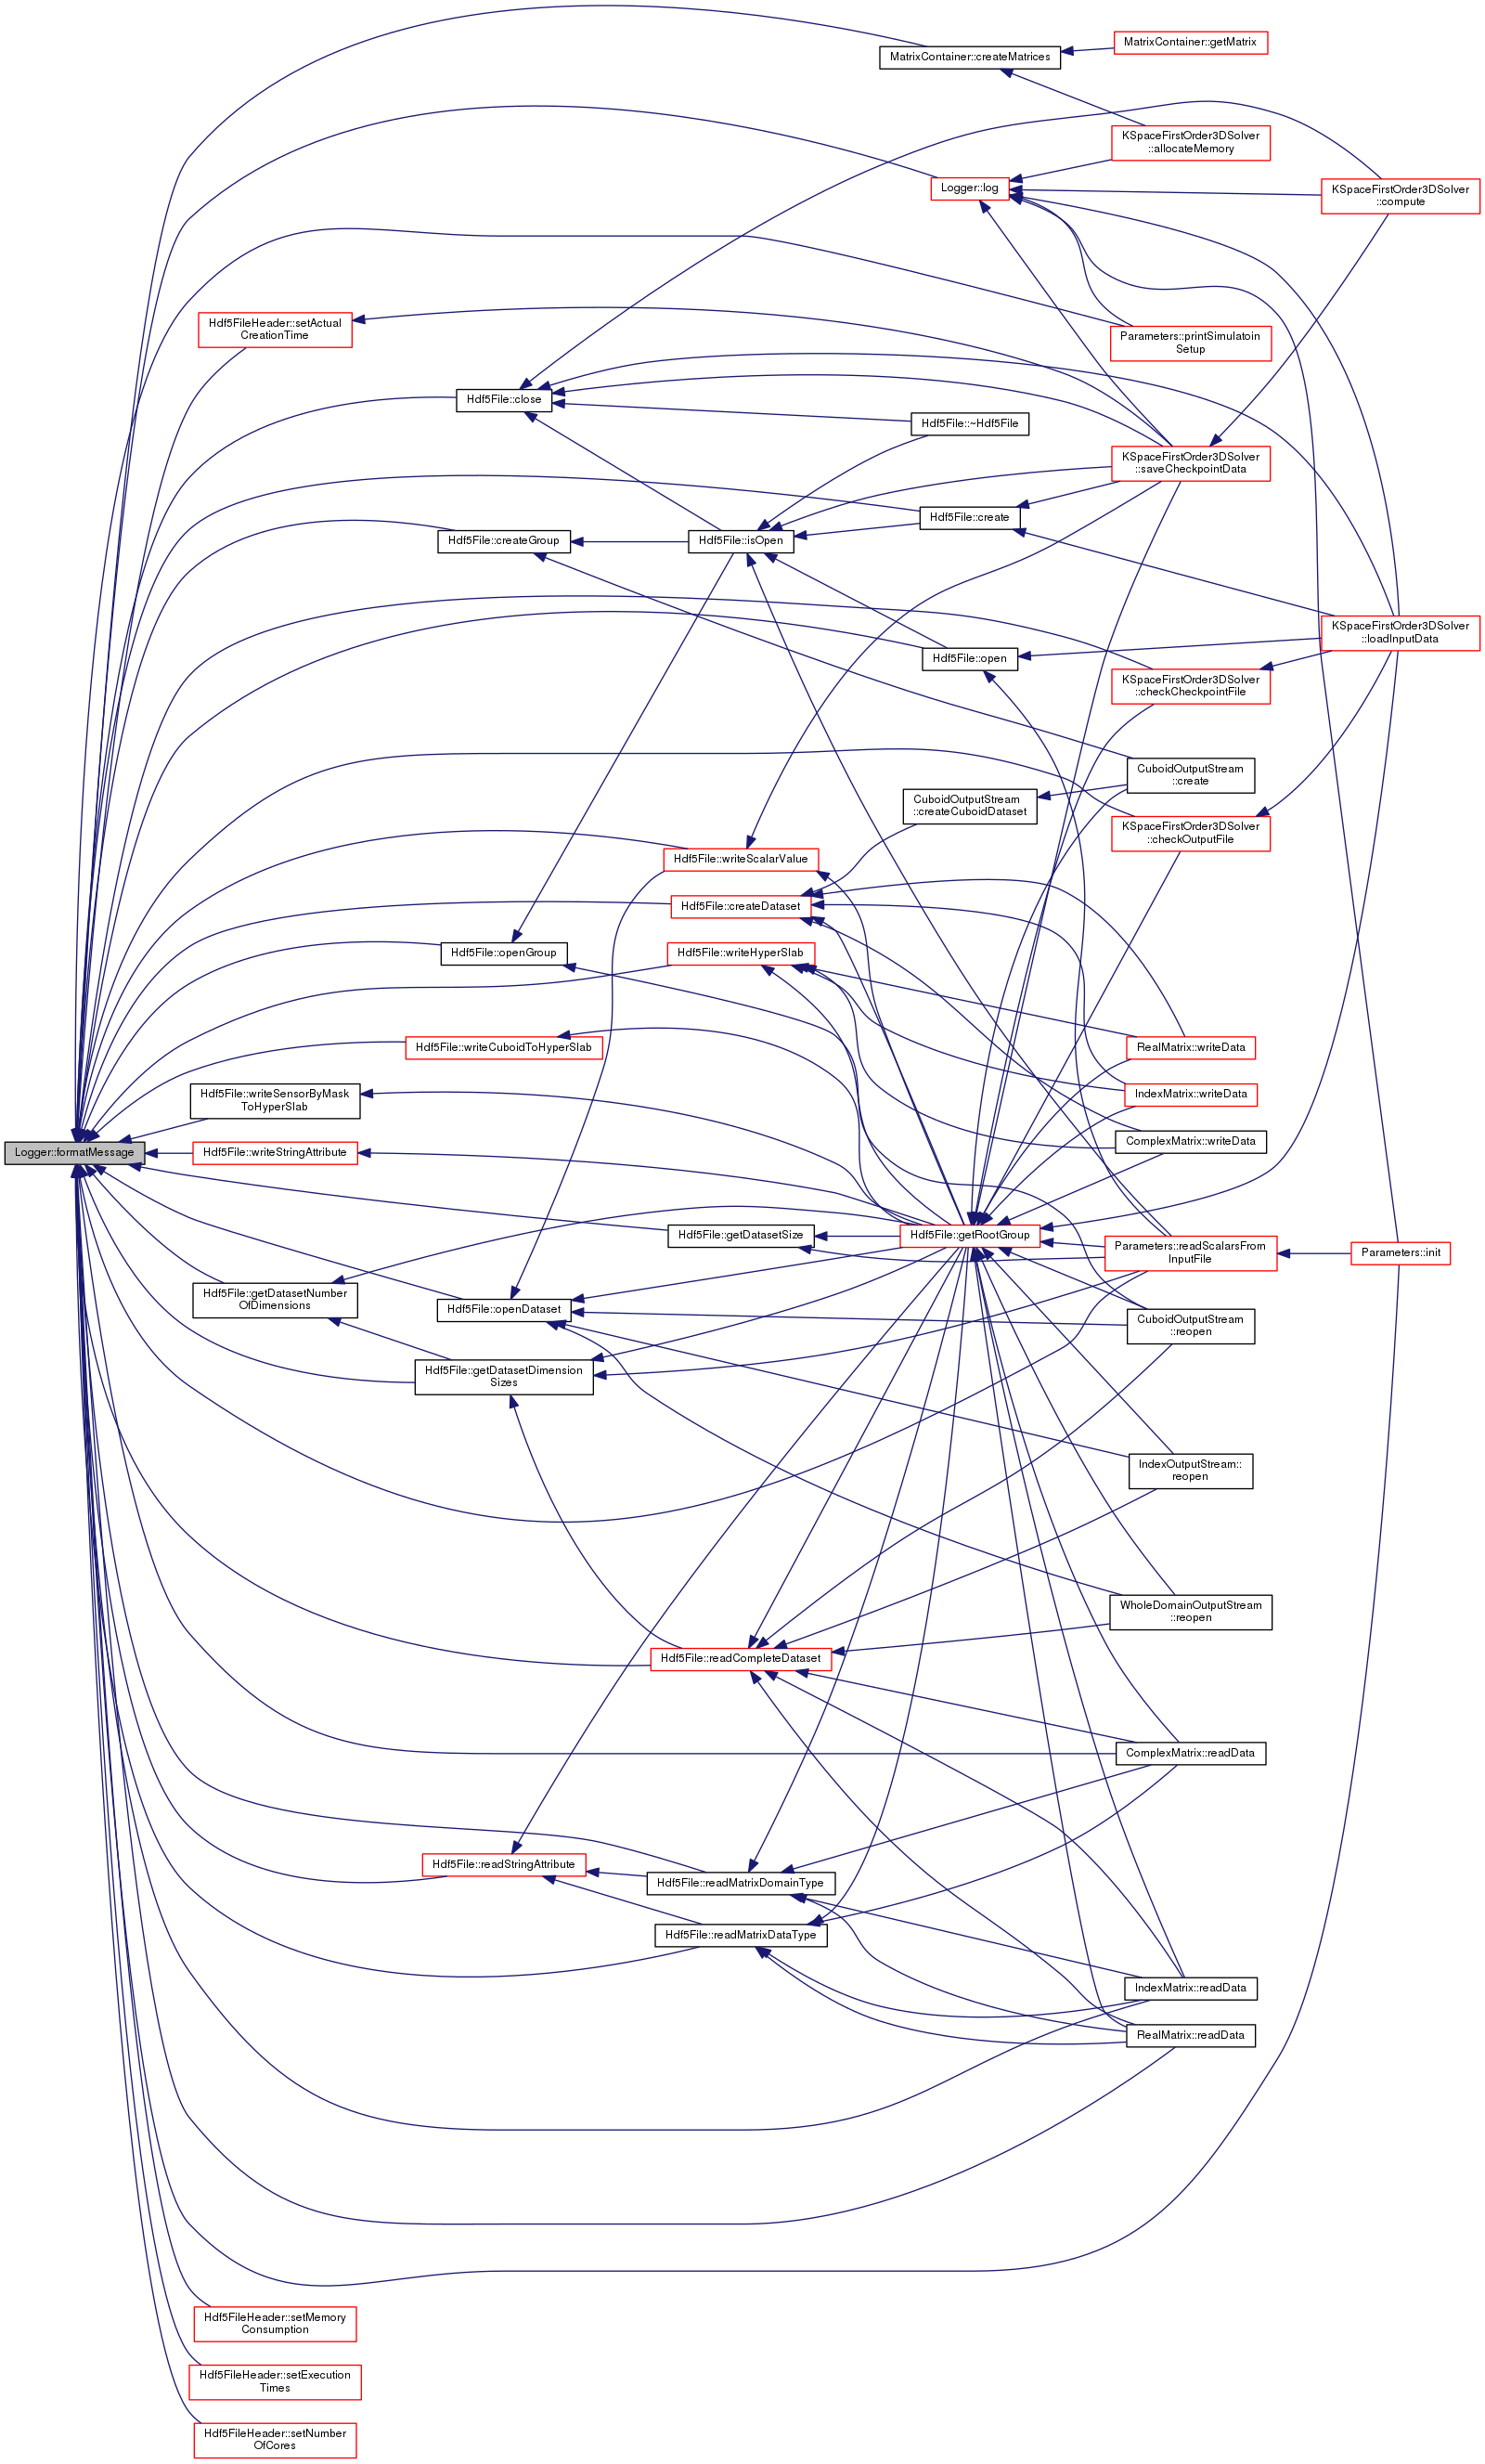 MatrixContainer::getMatrix
MatrixContainer::createMatrices
KSpaceFirstOrder3DSolver
::allocateMemory
Logger::log
KSpaceFirstOrder3DSolver
::compute
Hdf5FileHeader::setActual
CreationTime
Parameters::printSimulatoin
Setup
Hdf5File::close
Hdf5File::~Hdf5File
KSpaceFirstOrder3DSolver
::saveCheckpointData
Hdf5File::create
Hdf5File::createGroup
Hdf5File::isOpen
KSpaceFirstOrder3DSolver
::loadInputData
Hdf5File::open
KSpaceFirstOrder3DSolver
::checkCheckpointFile
CuboidOutputStream
::create
CuboidOutputStream
::createCuboidDataset
KSpaceFirstOrder3DSolver
::checkOutputFile
Hdf5File::writeScalarValue
Hdf5File::createDataset
Hdf5File::openGroup
Hdf5File::writeHyperSlab
Hdf5File::writeCuboidToHyperSlab
RealMatrix::writeData
Hdf5File::writeSensorByMask
ToHyperSlab
IndexMatrix::writeData
ComplexMatrix::writeData
Logger::formatMessage
Hdf5File::writeStringAttribute
Hdf5File::getDatasetSize
Hdf5File::getRootGroup
Parameters::readScalarsFrom
InputFile
Parameters::init
Hdf5File::getDatasetNumber
OfDimensions
Hdf5File::openDataset
CuboidOutputStream
::reopen
Hdf5File::getDatasetDimension
Sizes
IndexOutputStream::
reopen
WholeDomainOutputStream
::reopen
Hdf5File::readCompleteDataset
ComplexMatrix::readData
Hdf5File::readStringAttribute
Hdf5File::readMatrixDomainType
Hdf5File::readMatrixDataType
IndexMatrix::readData
RealMatrix::readData
Hdf5FileHeader::setMemory
Consumption
Hdf5FileHeader::setExecution
Times
Hdf5FileHeader::setNumber
OfCores